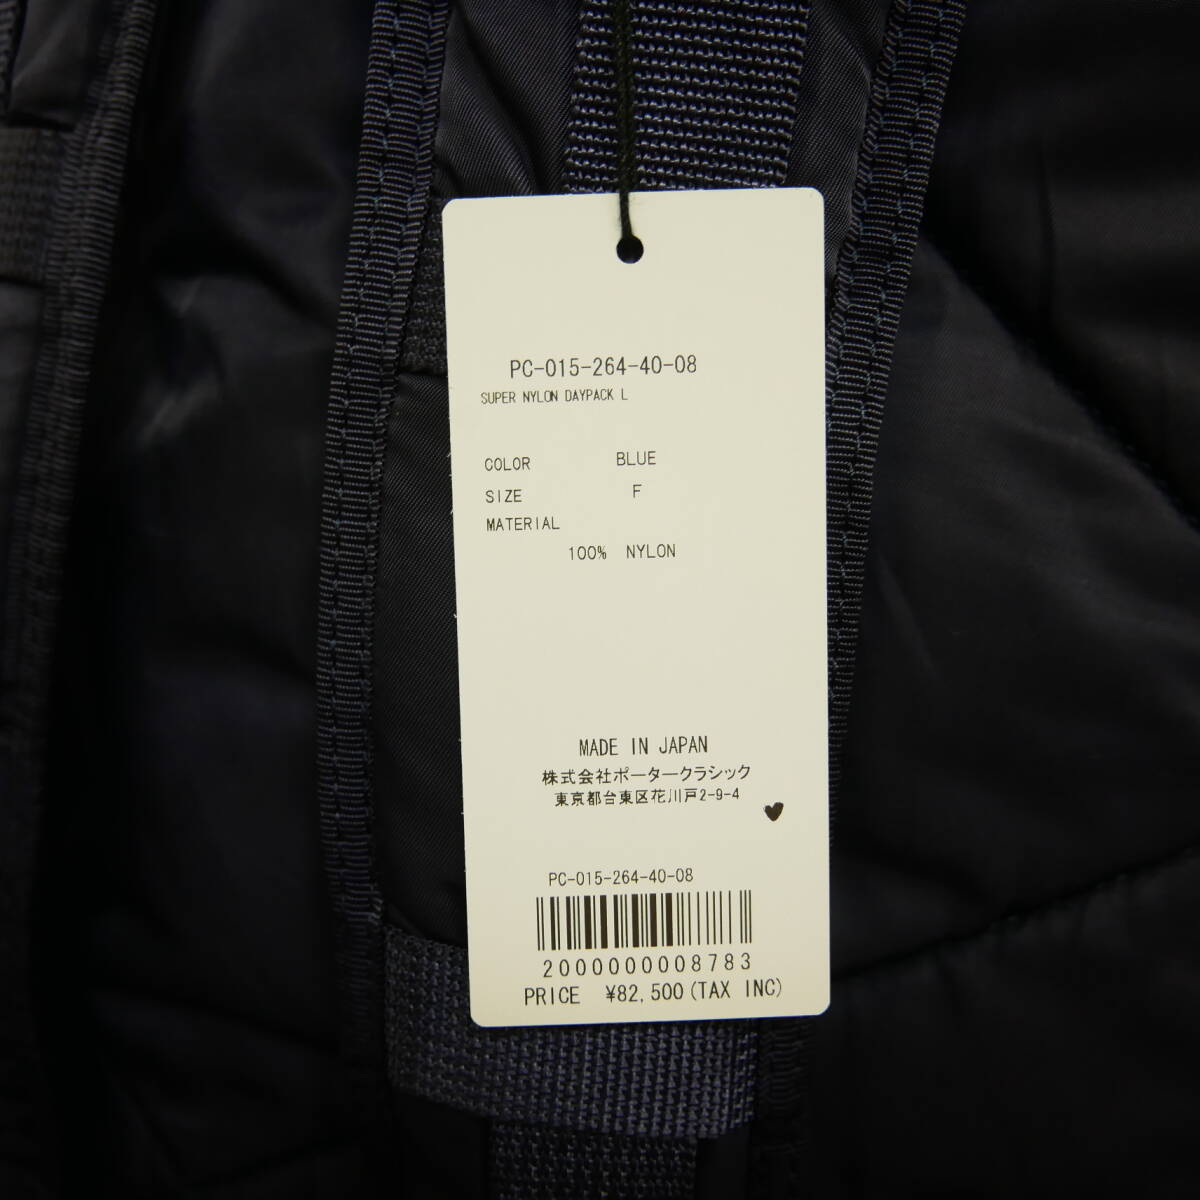 PC-015-264-40-08
SUPER NYLON DAYPACK L
COLOR BLUE
SIZE F
MATERIAL
100% NYLON
MADE IN JAPAN
株式会社ポータークラシック
東京都台東区花川戸2-9-4
PC-015-264-40-08
2000000008783
PRICE ¥82,500(TAX INC)